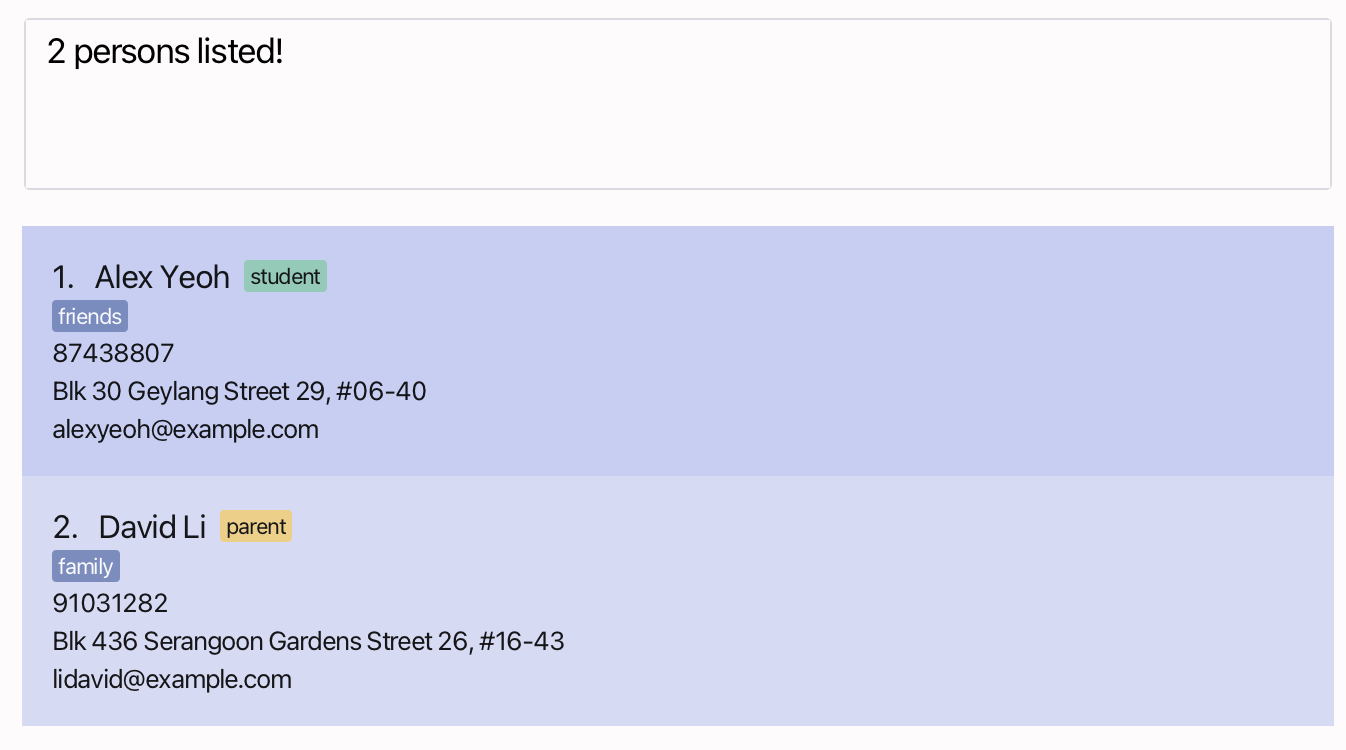 2 persons listed!
1. Alex Yeoh student
friends
87438807
Blk 30 Geylang Street 29, #06-40
alexyeoh@example.com
2. David Li parent
family
91031282
Blk 436 Serangoon Gardens Street 26, #16-43
lidavid@example.com